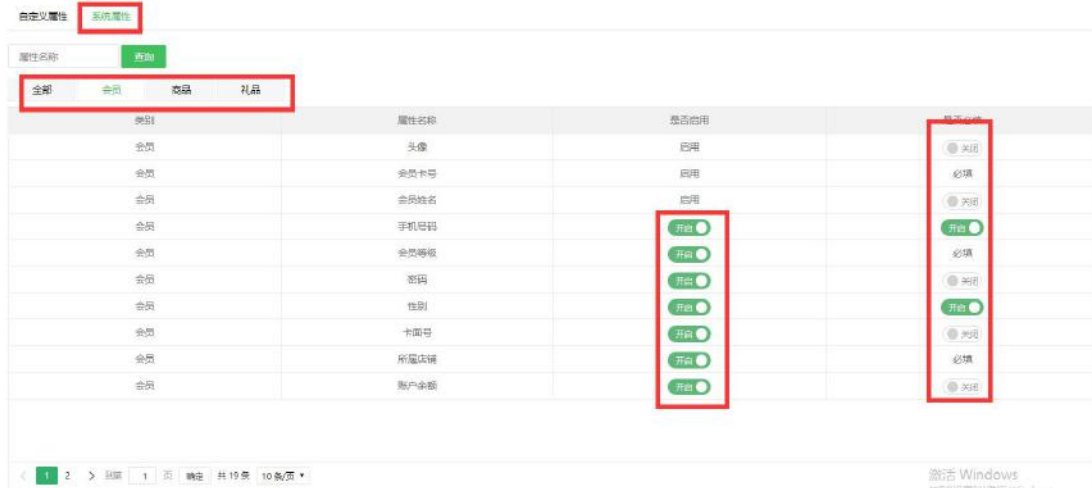 自定义属性 系统属性
属性名称 查询
全部 会员 商品 礼品
类别 属性名称 是否启用 是否必填
会员 头像 启用 关闭
会员 会员卡号 启用 必填
会员 会员姓名 启用 关闭
会员 手机号码 开启 开启
会员 会员等级 开启 必填
会员 密码 开启 关闭
会员 性别 开启 开启
会员 卡面号 开启 关闭
会员 所属店铺 开启 必填
会员 账户余额 开启 关闭
< 1 2 > 到第 1 页 确定 共 19 条 10 条/页
激活 Windows